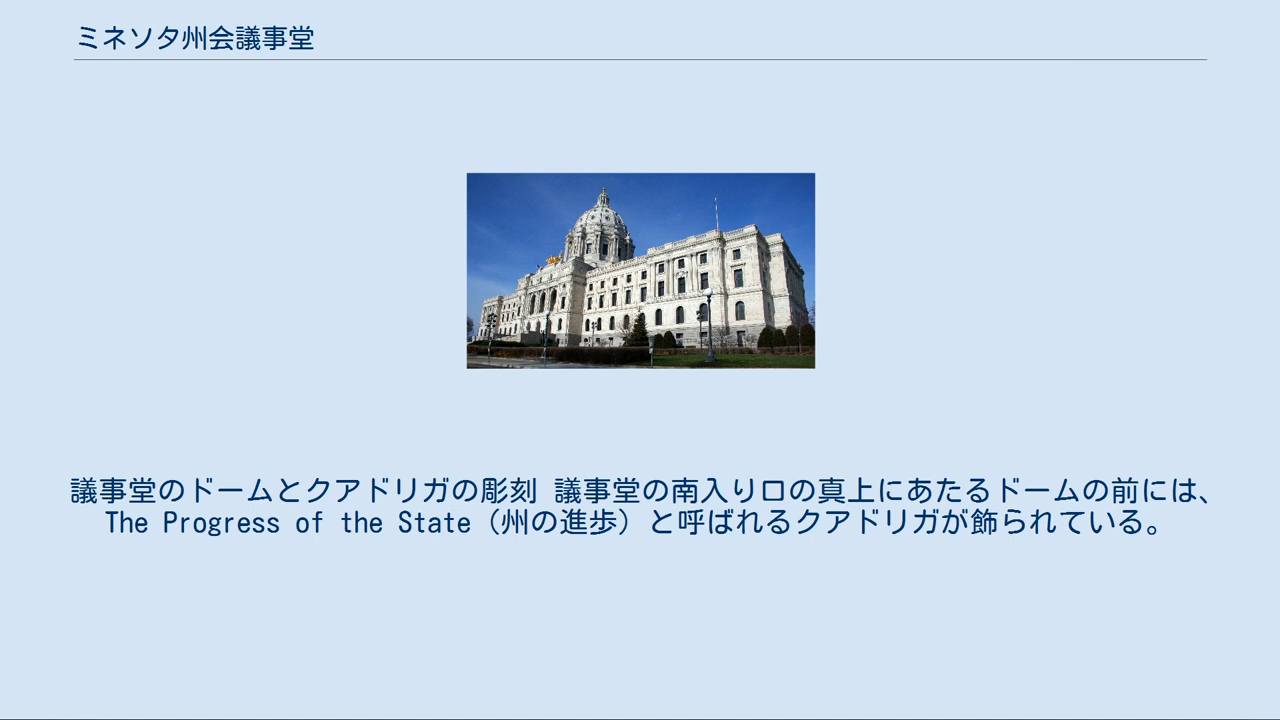 ミネソタ州会議事堂
議事堂のドームとクアドリガの彫刻 議事堂の南入り口の真上にあたるドームの前には、
The Progress of the State（州の進歩）と呼ばれるクアドリガが飾られている。